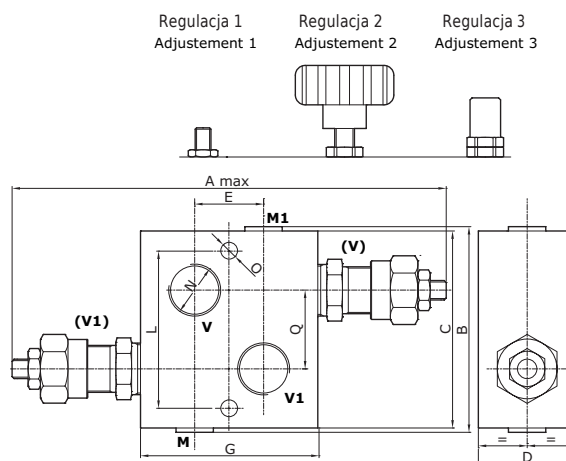 Regulacja 1
Adjustement 1
Regulacja 2
Adjustement 2
Regulacja 3
Adjustement 3
A max
E
M1
(V)
O
N
(V1)
V
L
Q
C
B
V1
M
G
=
=
D